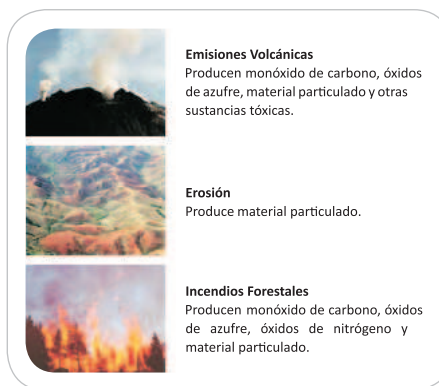 Emisiones Volcánicas
Producen monóxido de carbono, óxidos
de azufre, material particulado y otras
sustancias tóxicas.
Erosión
Produce material particulado.
Incendios Forestales
Producen monóxido de carbono, óxidos
de azufre, óxidos de nitrógeno y
material particulado.